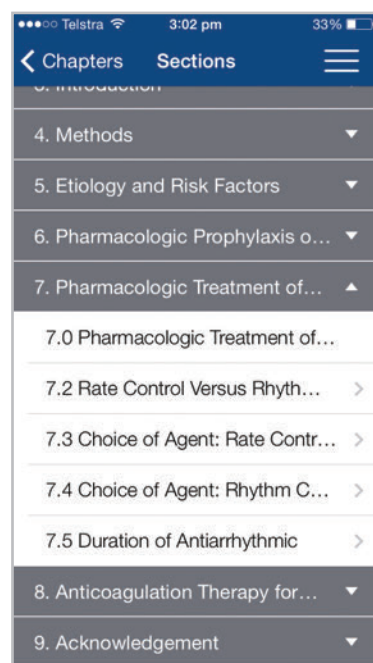 Telstra 3:02 pm 33%
Chapters Sections
4. Methods
5. Etiology and Risk Factors
6. Pharmacologic Prophylaxis o...
7. Pharmacologic Treatment of...
7.0 Pharmacologic Treatment of...
7.2 Rate Control Versus Rhyth...
7.3 Choice of Agent: Rate Contr...
7.4 Choice of Agent: Rhythm C...
7.5 Duration of Antiarrhythmic
8. Anticoagulation Therapy for...
9. Acknowledgement